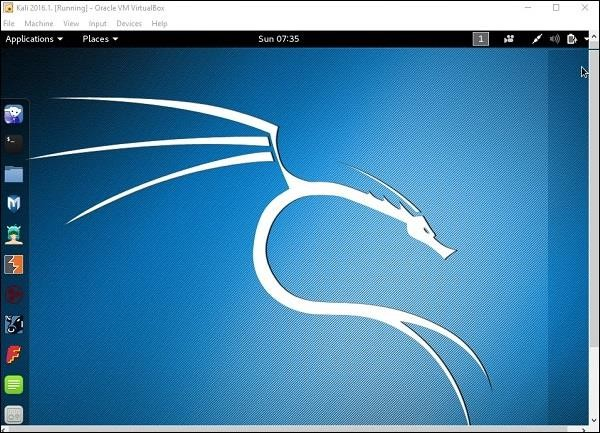 Kali 2016.1. [Running] - Oracle VM VirtualBox
File Machine View Input Devices Help
Applications Places Sun 07:35 1